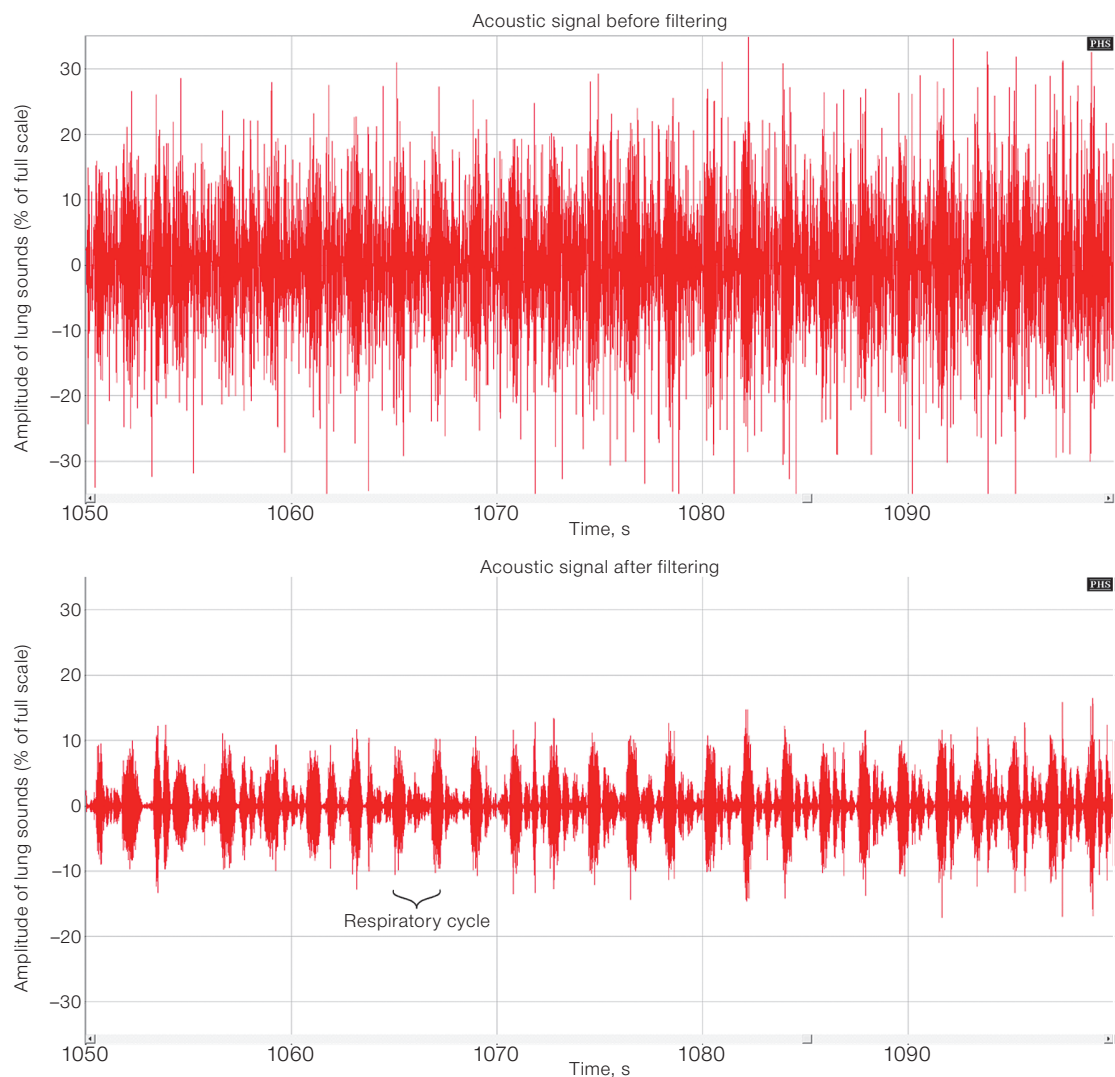 Acoustic signal before filtering
PHS
Amplitude of lung sounds (% of full scale)
30
20
10
0
–10
–20
–30
1050
1060
1070
1080
1090
Time, s
Acoustic signal after filtering
PHS
Amplitude of lung sounds (% of full scale)
30
20
10
0
–10
–20
–30
Respiratory cycle
1050
1060
1070
1080
1090
Time, s